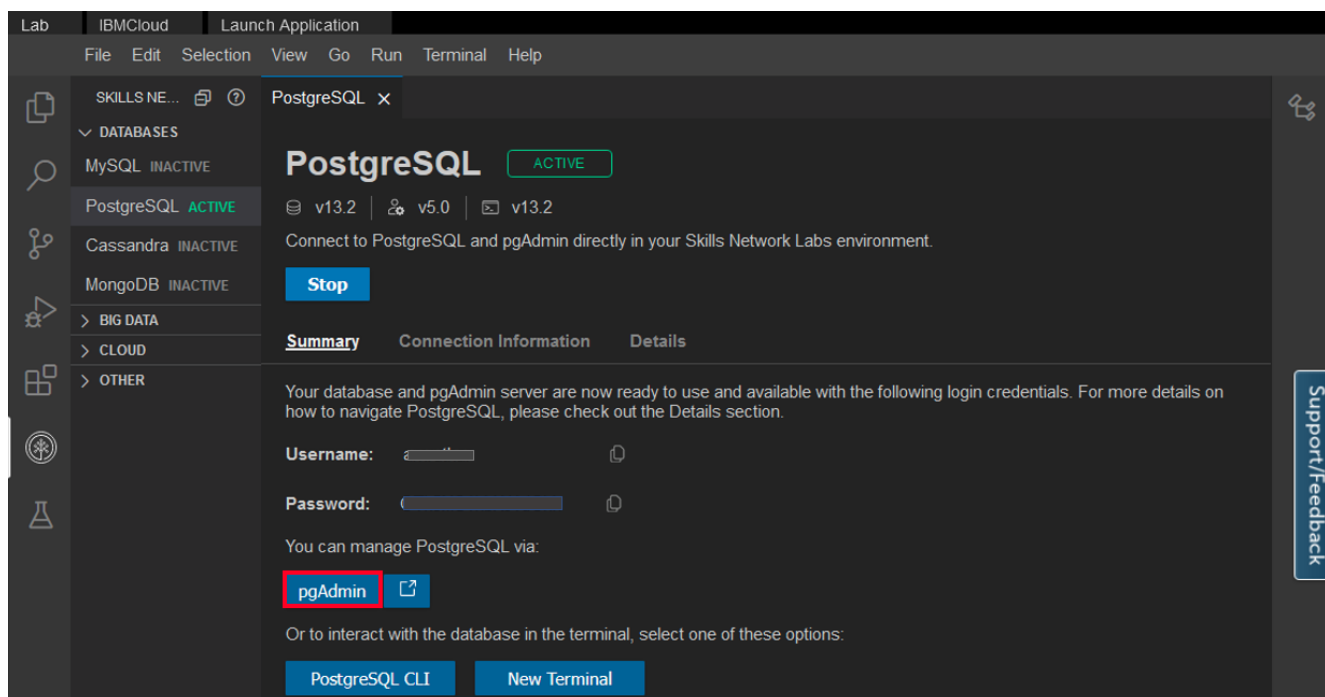 Lab IBMCloud Launch Application
File Edit Selection View Go Run Terminal Help
SKILLS NE... PostgreSQL
DATABASES
MySQL INACTIVE
PostgreSQL ACTIVE
Cassandra INACTIVE
MongoDB INACTIVE
BIG DATA
CLOUD
OTHER
PostgreSQL ACTIVE
v13.2 v5.0 v13.2
Connect to PostgreSQL and pgAdmin directly in your Skills Network Labs environment.
Stop
Summary Connection Information Details
Your database and pgAdmin server are now ready to use and available with the following login credentials. For more details on
how to navigate PostgreSQL, please check out the Details section.
Username:
Password:
You can manage PostgreSQL via:
pgAdmin
Or to interact with the database in the terminal, select one of these options:
PostgreSQL CLI New Terminal
Support/Feedback